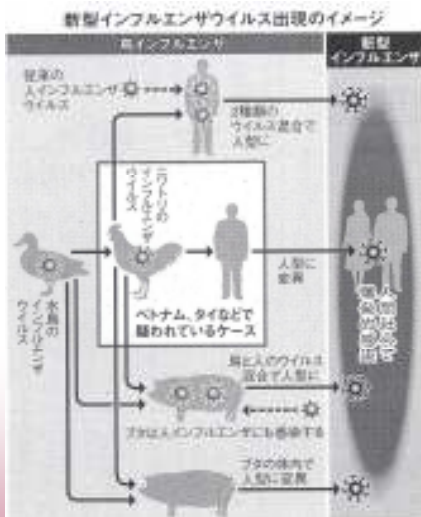 新型インフルエンザウイルス出現のイメージ
鳥インフルエンザ
新型
インフルエンザ
従来の
人インフルエンザ
ウイルス
2種類の
ウイルス混合で
人型に
ニワトリの
インフルエンザ
ウイルス
水鳥の
インフルエンザ
ウイルス
人型に
変異
ベトナム、タイなどで
疑われているケース
鳥と人のウイルス
混合で人型に
ブタは人インフルエンザにも感染する
ブタの体内で
人型に変異